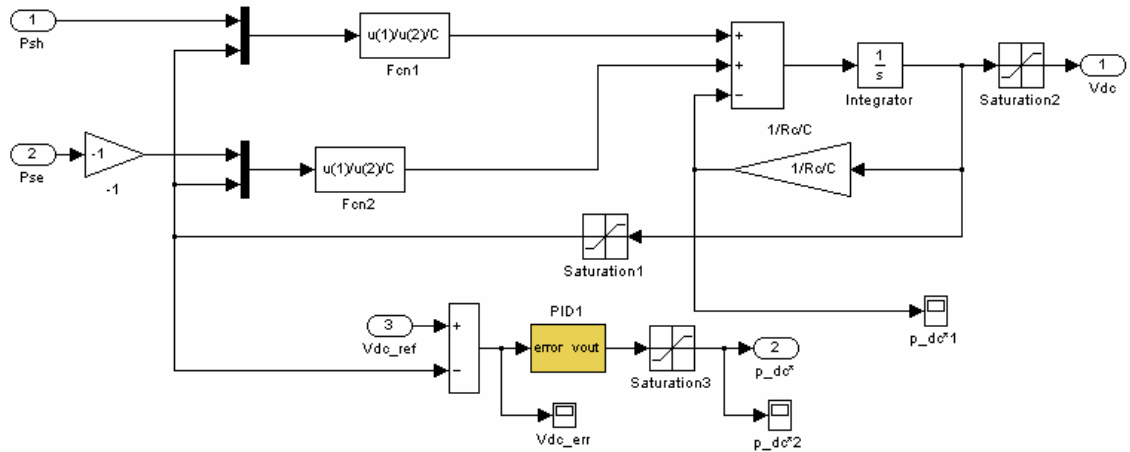 1
Psh
u(1)/u(2)/C
Fcn1
+
+
−
1
s
Integrator
Saturation2
1
Vdc
2
Pse
-1
-1
u(1)/u(2)/C
Fcn2
1/Rc/C
1/Rc/C
Saturation1
3
Vdc_ref
+
−
PID1
error vout
Saturation3
2
p_dc*
p_dc*1
Vdc_err
p_dc*2